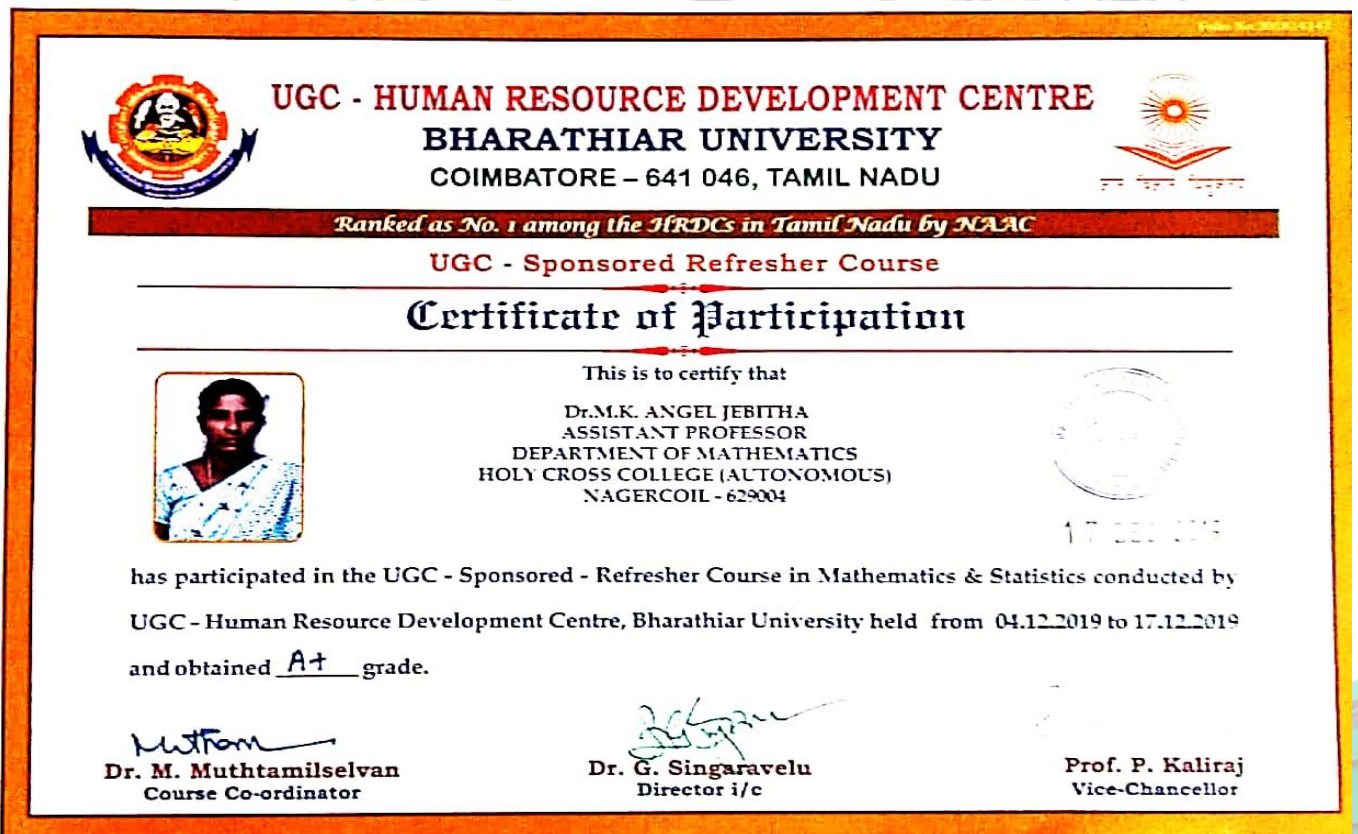 UGC - HUMAN RESOURCE DEVELOPMENT CENTRE
BHARATHIAR UNIVERSITY
COIMBATORE – 641 046, TAMIL NADU
Ranked as No. 1 among the HRDCs in Tamil Nadu by NAAC
UGC - Sponsored Refresher Course
Certificate of Participation
This is to certify that
Dr.M.K. ANGEL JEBITHA
ASSISTANT PROFESSOR
DEPARTMENT OF MATHEMATICS
HOLY CROSS COLLEGE (AUTONOMOUS)
NAGERCOIL - 629004
has participated in the UGC - Sponsored - Refresher Course in Mathematics & Statistics conducted by
UGC - Human Resource Development Centre, Bharathiar University held from 04.12.2019 to 17.12.2019
and obtained A+ grade.
Dr. M. Muthtamilselvan
Course Co-ordinator
Dr. G. Singaravelu
Director i/c
Prof. P. Kaliraj
Vice-Chancellor